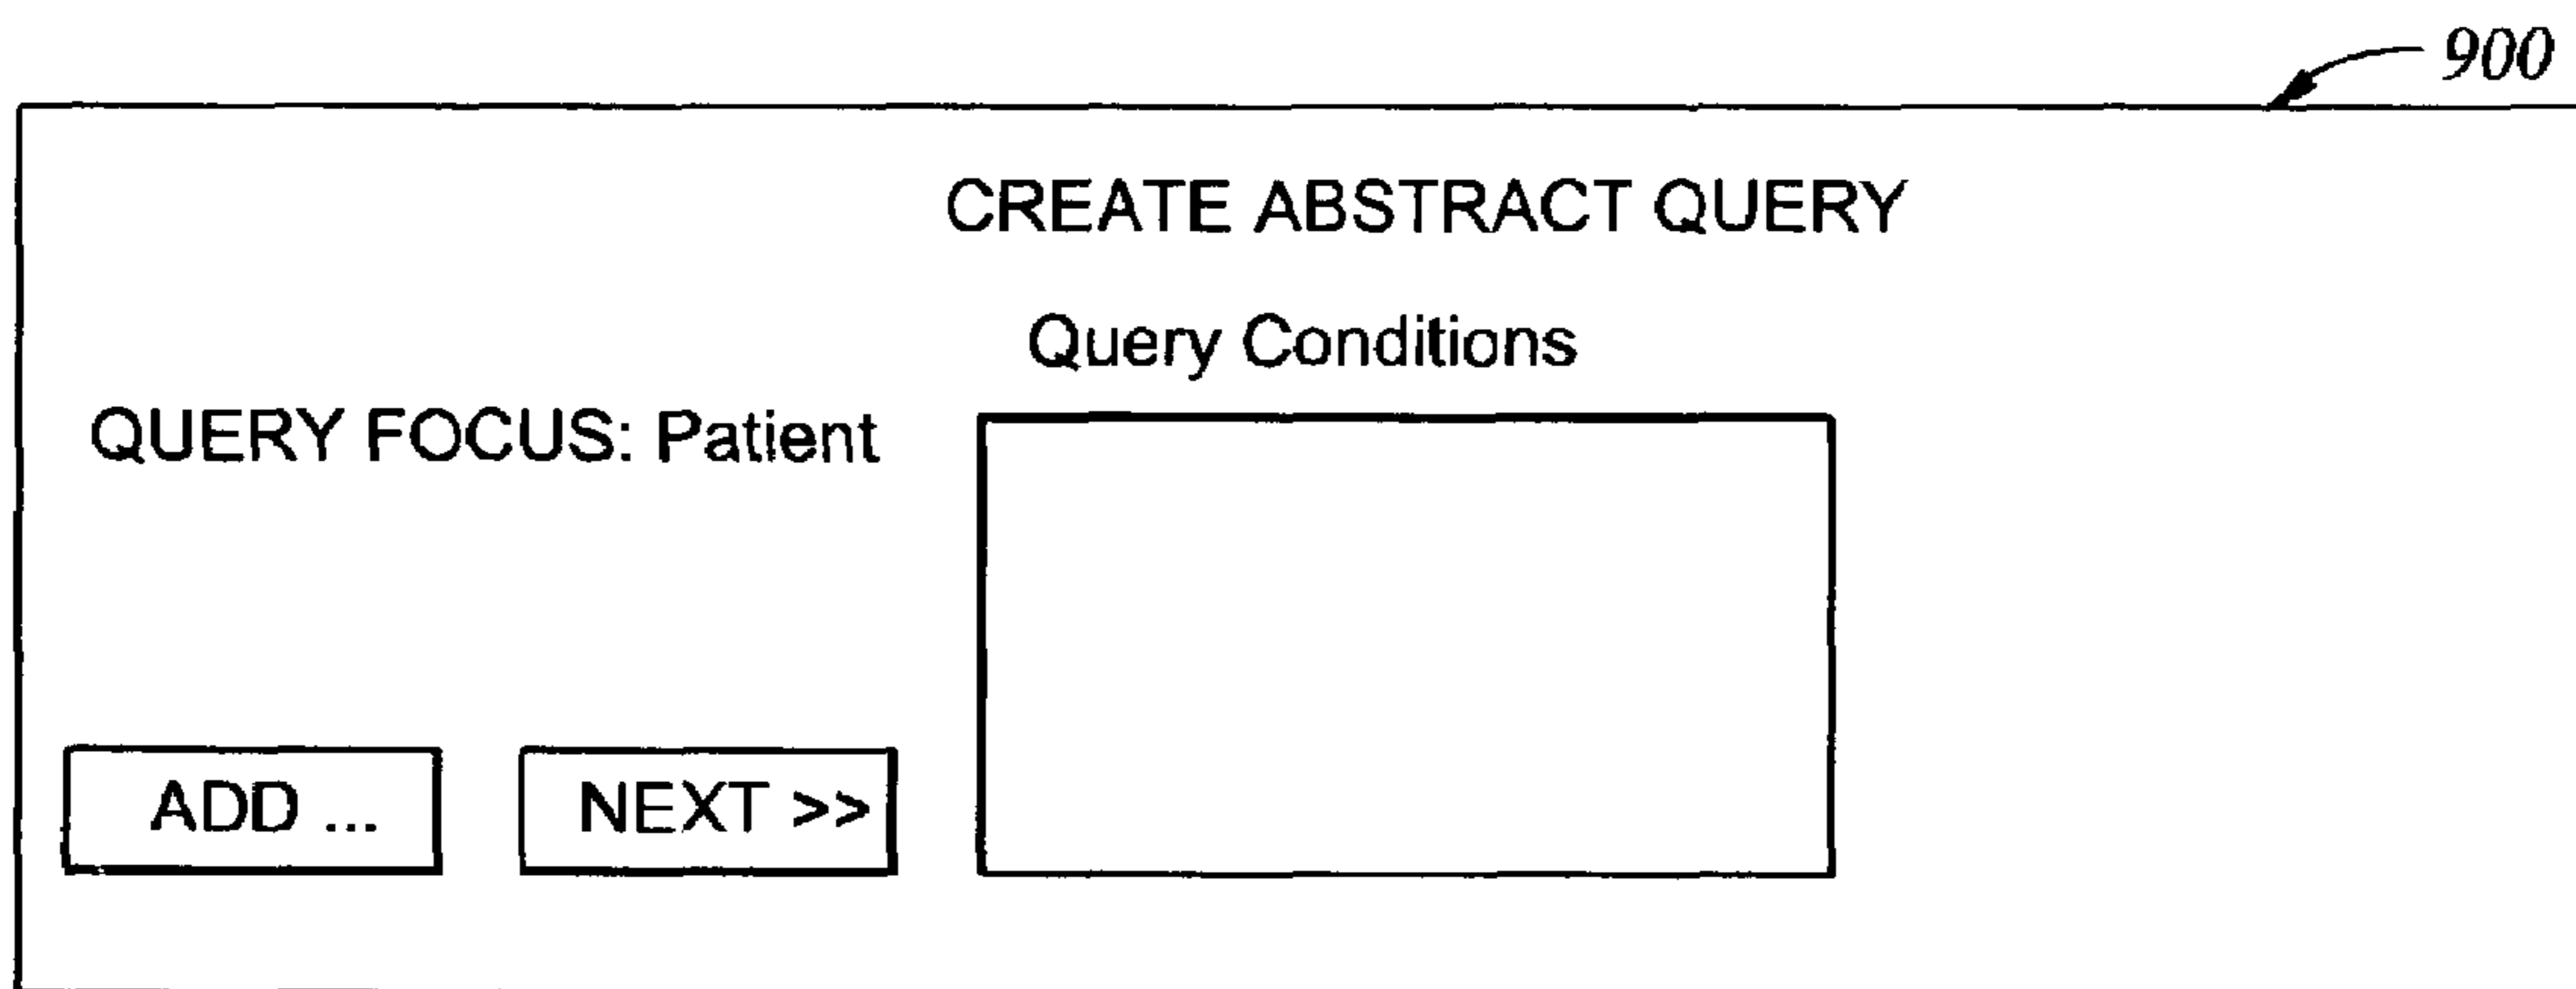 900
CREATE ABSTRACT QUERY
Query Conditions
QUERY FOCUS: Patient
ADD ...
NEXT >>